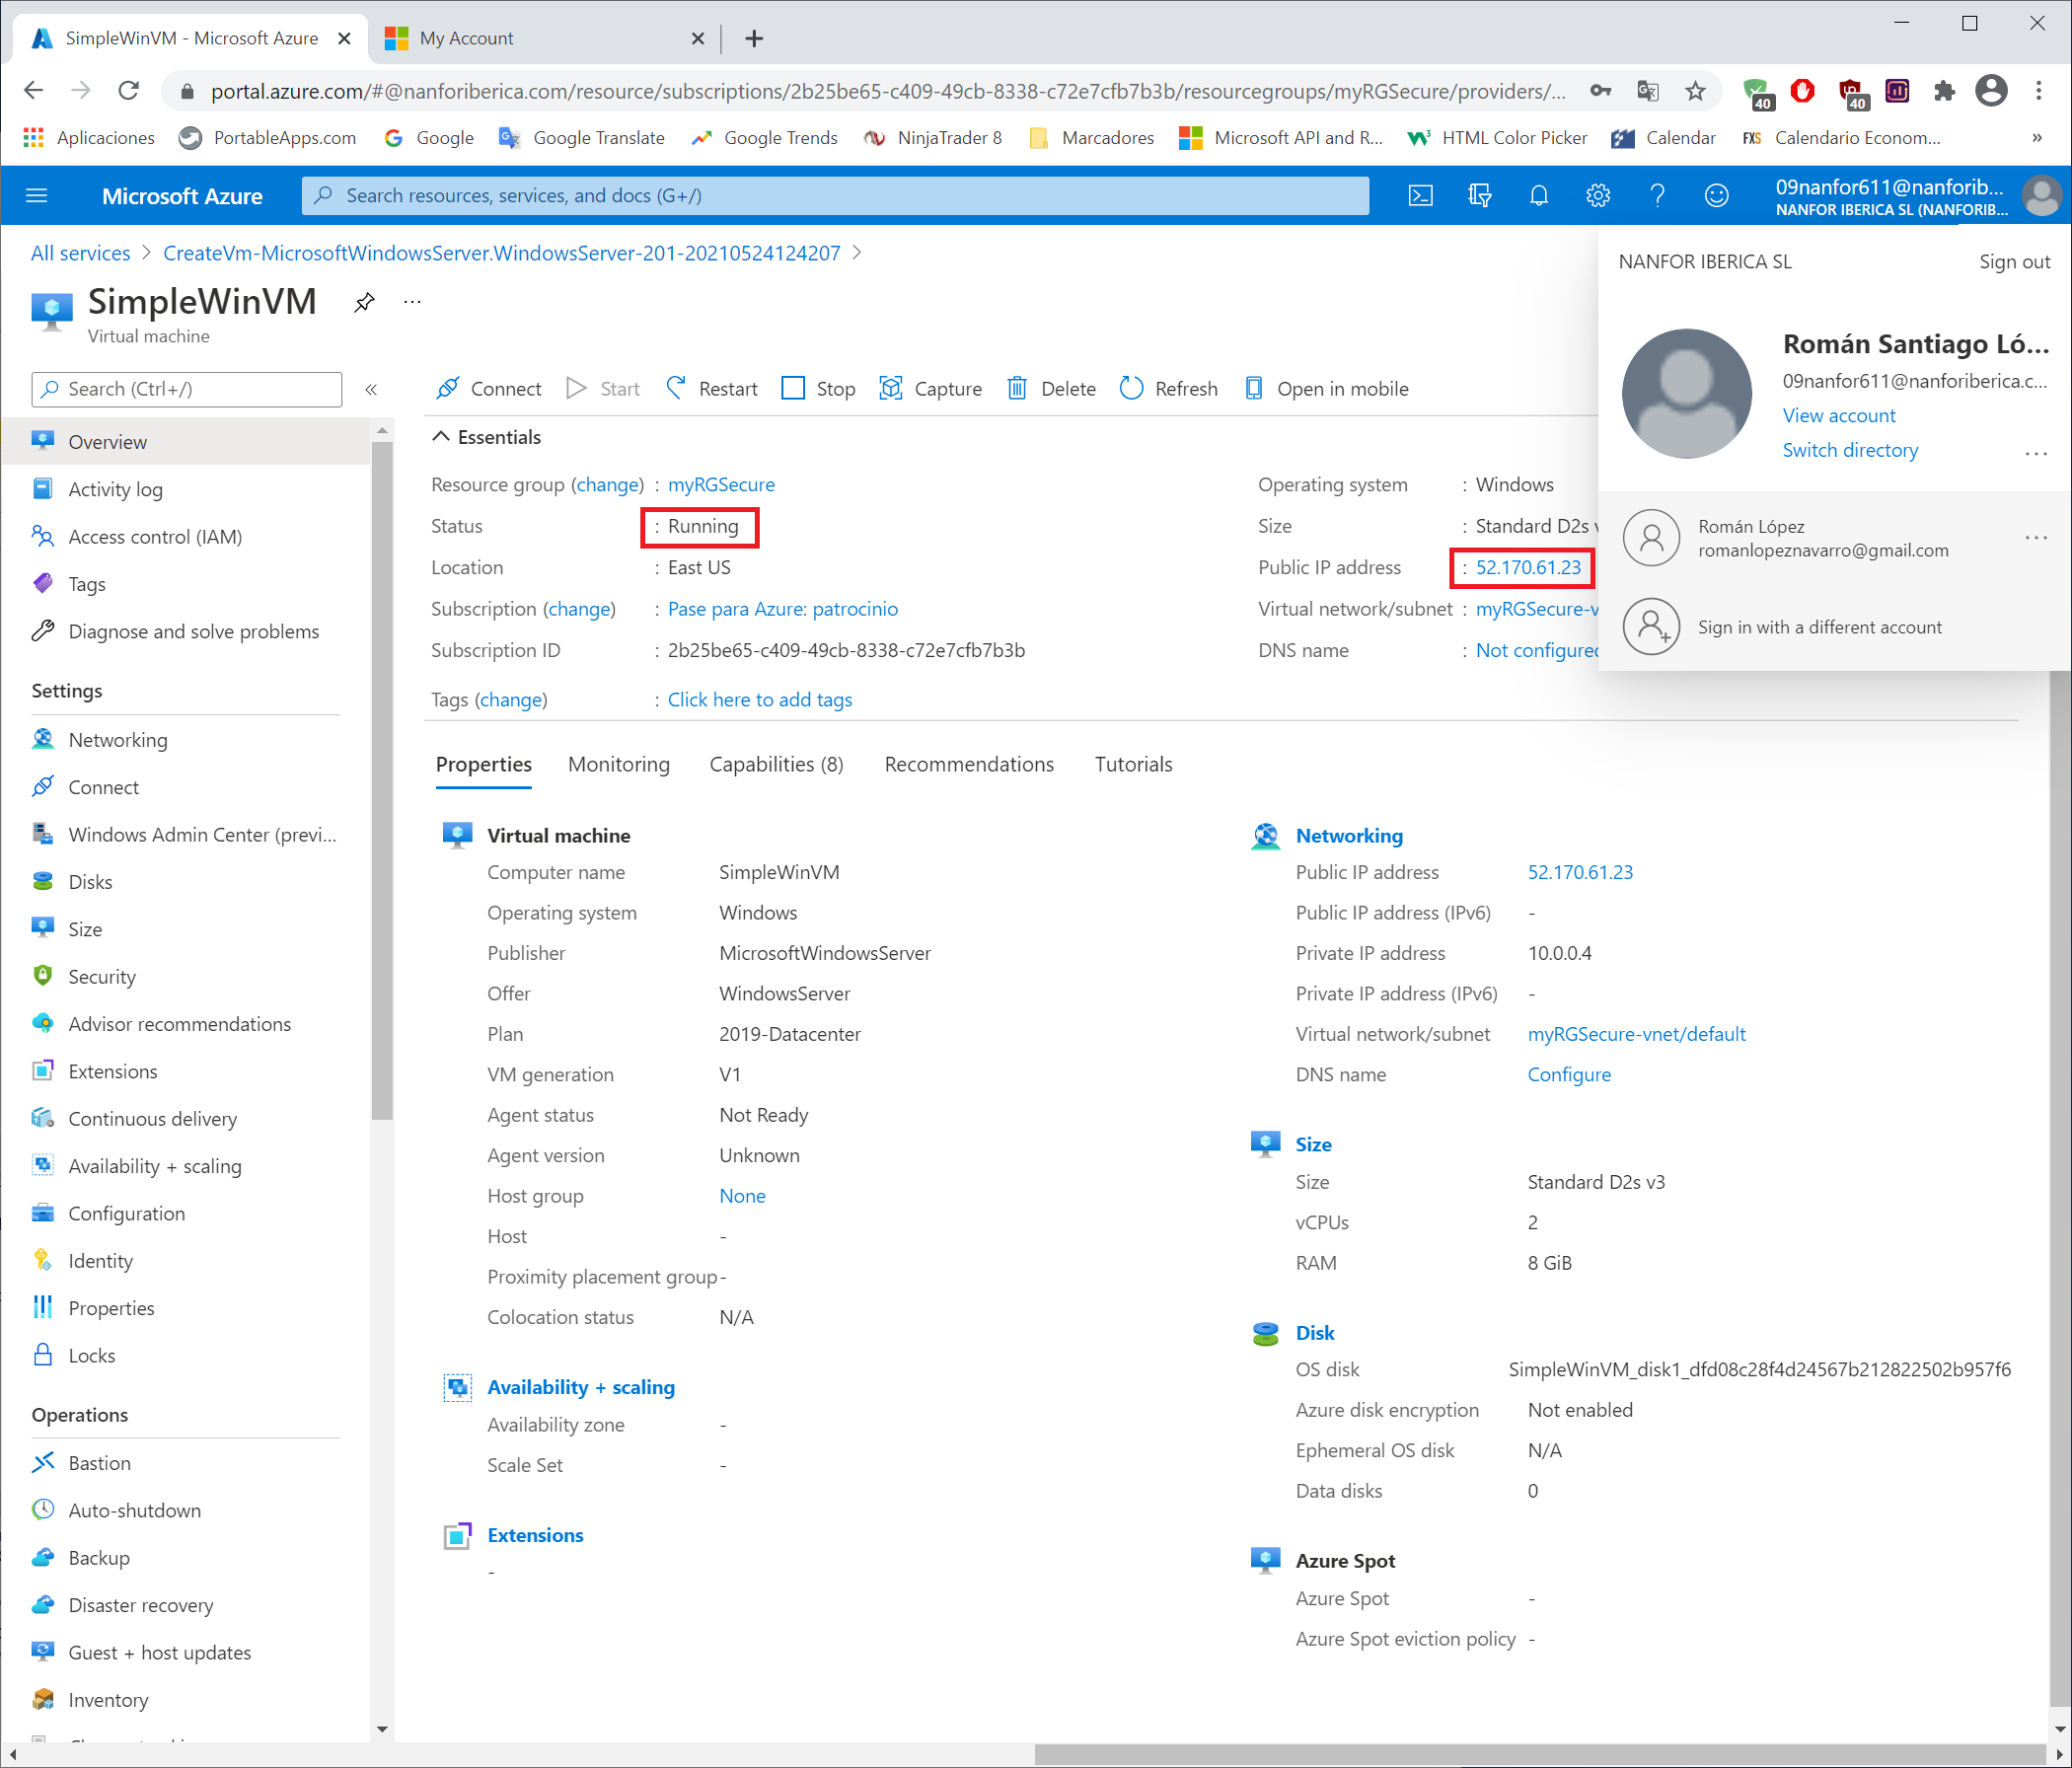 SimpleWinVM - Microsoft Azure
My Account
portal.azure.com/#@nanforiberica.com/resource/subscriptions/2b25be65-c409-49cb-8338-c72e7cfb7b3b/resourcegroups/myRGSecure/providers/...
40
40
Aplicaciones PortableApps.com Google Google Translate Google Trends NinjaTrader 8 Marcadores Microsoft API and R... HTML Color Picker Calendar FXS Calendario Econom... »
Microsoft Azure
Search resources, services, and docs (G+/)
09nanfor611@nanforib...
NANFOR IBERICA SL (NANFORIB...
All services > CreateVm-MicrosoftWindowsServer.WindowsServer-201-20210524124207 >
SimpleWinVM ...
Virtual machine
NANFOR IBERICA SL Sign out
Román Santiago Ló...
09nanfor611@nanforiberica.c...
View account
Switch directory ...
Román López
romanlopeznavarro@gmail.com ...
Sign in with a different account
Search (Ctrl+/) «
Overview
Activity log
Access control (IAM)
Tags
Diagnose and solve problems
Settings
Networking
Connect
Windows Admin Center (previ...
Disks
Size
Security
Advisor recommendations
Extensions
Continuous delivery
Availability + scaling
Configuration
Identity
Properties
Locks
Operations
Bastion
Auto-shutdown
Backup
Disaster recovery
Guest + host updates
Inventory
Connect Start Restart Stop Capture Delete Refresh Open in mobile
Essentials
Resource group (change) : myRGSecure
Status : Running
Location : East US
Subscription (change) : Pase para Azure: patrocinio
Subscription ID : 2b25be65-c409-49cb-8338-c72e7cfb7b3b
Tags (change) : Click here to add tags
Operating system : Windows
Size : Standard D2s v
Public IP address : 52.170.61.23
Virtual network/subnet : myRGSecure-v
DNS name : Not configured
Properties Monitoring Capabilities (8) Recommendations Tutorials
Virtual machine
Computer name SimpleWinVM
Operating system Windows
Publisher MicrosoftWindowsServer
Offer WindowsServer
Plan 2019-Datacenter
VM generation V1
Agent status Not Ready
Agent version Unknown
Host group None
Host -
Proximity placement group -
Colocation status N/A
Availability + scaling
Availability zone -
Scale Set -
Extensions
-
Networking
Public IP address 52.170.61.23
Public IP address (IPv6) -
Private IP address 10.0.0.4
Private IP address (IPv6) -
Virtual network/subnet myRGSecure-vnet/default
DNS name Configure
Size
Size Standard D2s v3
vCPUs 2
RAM 8 GiB
Disk
OS disk SimpleWinVM_disk1_dfd08c28f4d24567b212822502b957f6
Azure disk encryption Not enabled
Ephemeral OS disk N/A
Data disks 0
Azure Spot
Azure Spot -
Azure Spot eviction policy -